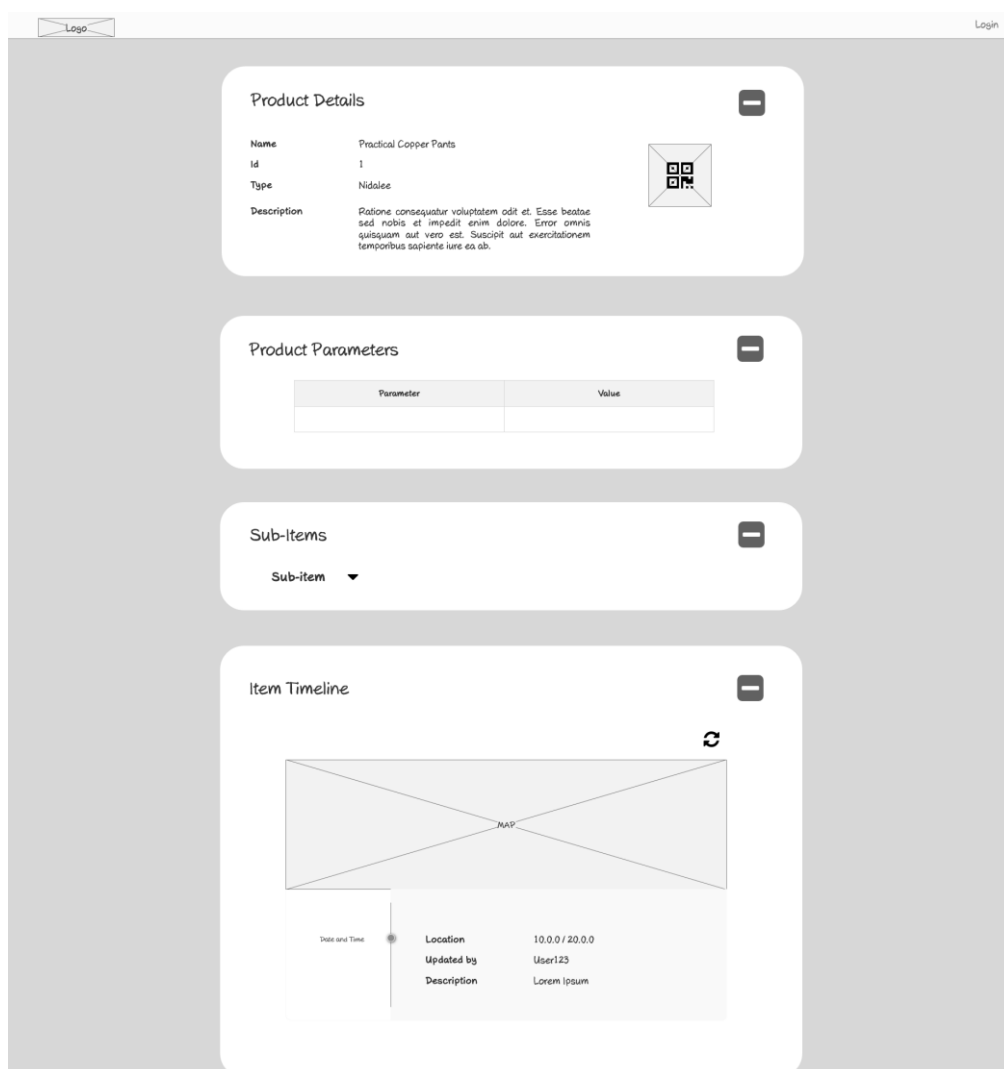 Logo
Login
Product Details
Name Practical Copper Pants
Id 1
Type Nidalee
Description Ratione consequatur voluptatem odit et. Esse beatae
sed nobis et impedit enim dolore. Error omnis
quisquam aut vero est. Suscipit aut exercitationem
temporibus sapiente iure ea ab.
Product Parameters
Parameter Value
Sub-Items
Sub-item
Item Timeline
MAP
Date and Time
Location 10.0.0 / 20.0.0
Updated by User123
Description Lorem Ipsum